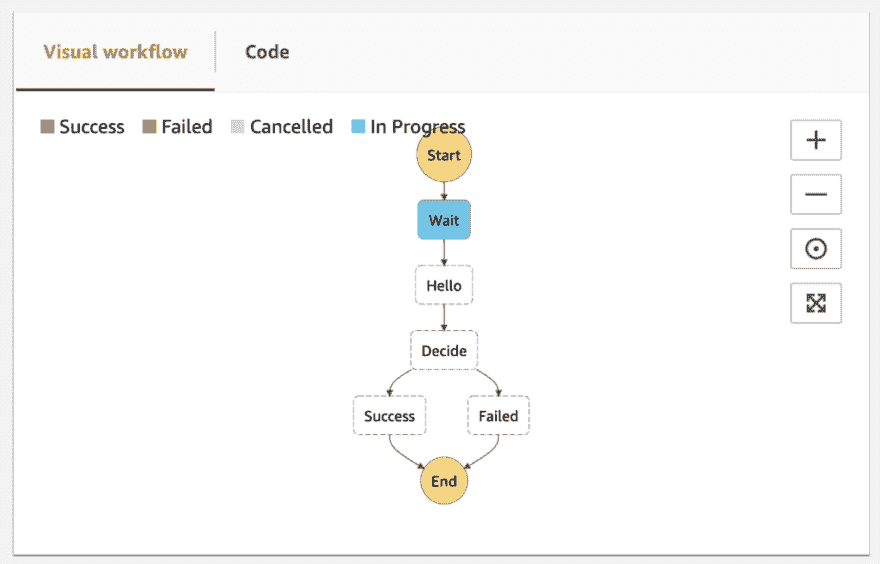 Visual workflow Code
Success Failed Cancelled In Progress
Start
Wait
Hello
Decide
Success Failed
End